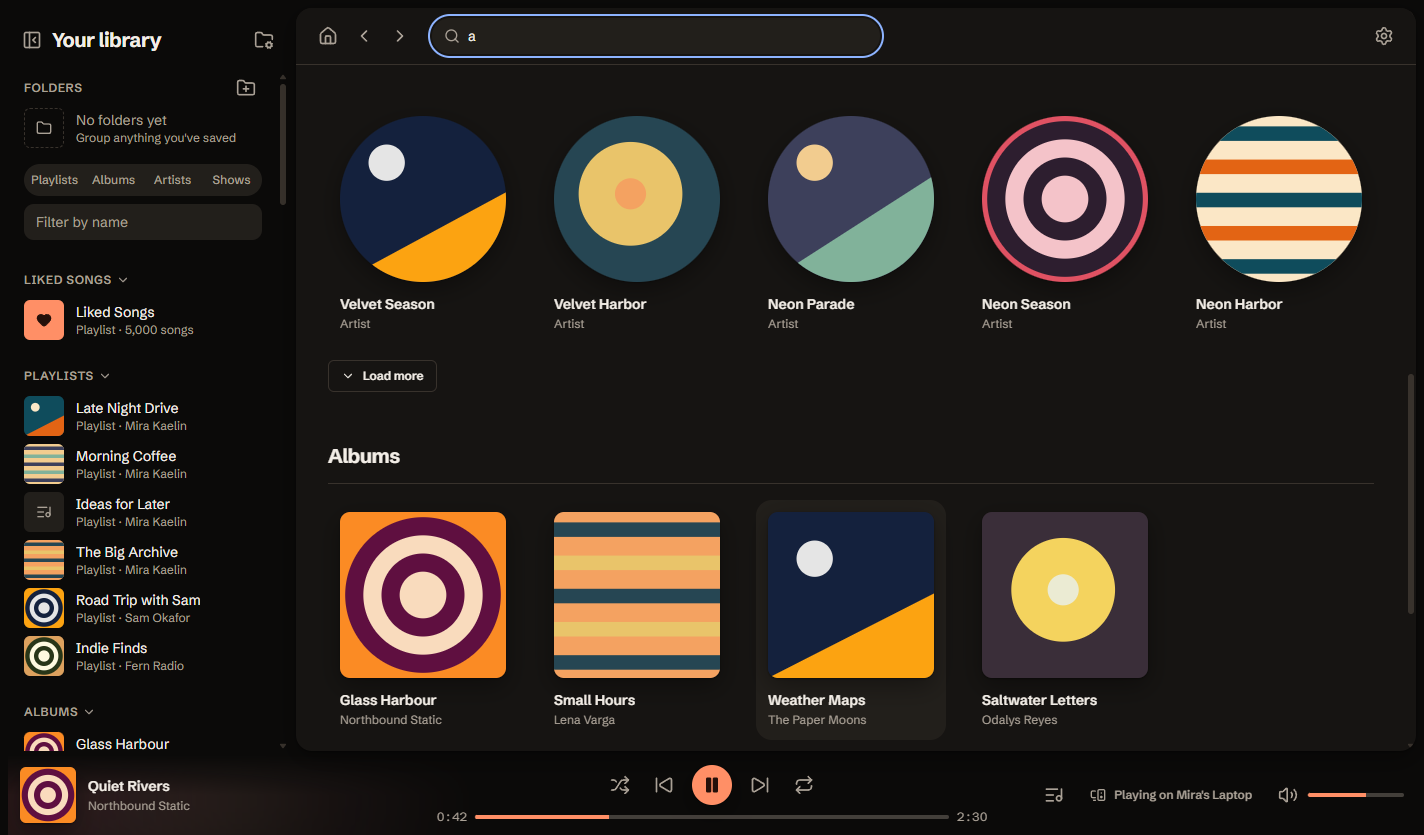 Your library
FOLDERS
No folders yet
Group anything you've saved
Playlists Albums Artists Shows
Filter by name
LIKED SONGS
Liked Songs
Playlist · 5,000 songs
PLAYLISTS
Late Night Drive
Playlist · Mira Kaelin
Morning Coffee
Playlist · Mira Kaelin
Ideas for Later
Playlist · Mira Kaelin
The Big Archive
Playlist · Mira Kaelin
Road Trip with Sam
Playlist · Sam Okafor
Indie Finds
Playlist · Fern Radio
ALBUMS
Glass Harbour
a
Velvet Season
Artist
Velvet Harbor
Artist
Neon Parade
Artist
Neon Season
Artist
Neon Harbor
Artist
Load more
Albums
Glass Harbour
Northbound Static
Small Hours
Lena Varga
Weather Maps
The Paper Moons
Saltwater Letters
Odalys Reyes
Quiet Rivers
Northbound Static
0:42
2:30
Playing on Mira's Laptop